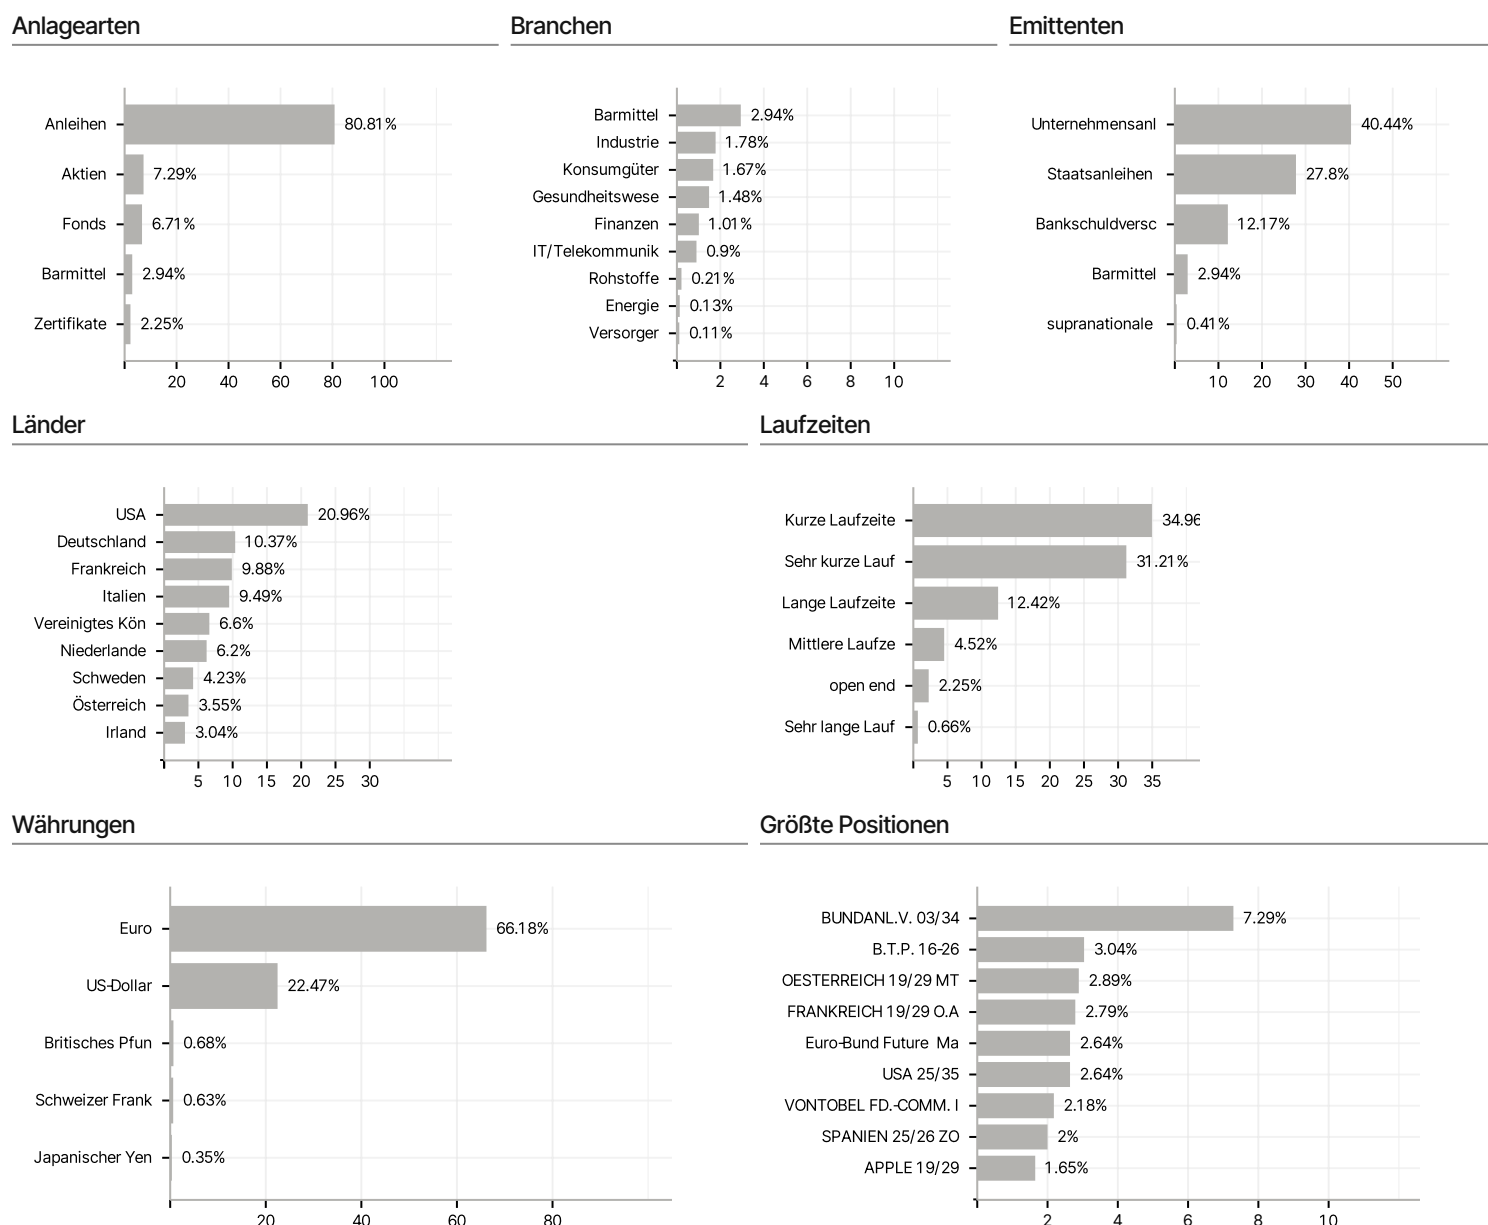 Anlagearten
Anleihen 80.81%
Aktien 7.29%
Fonds 6.71%
Barmittel 2.94%
Zertifikate 2.25%
20 40 60 80 100
Branchen
Barmittel 2.94%
Industrie 1.78%
Konsumgüter 1.67%
Gesundheitswese 1.48%
Finanzen 1.01%
IT/Telekommunik 0.9%
Rohstoffe 0.21%
Energie 0.13%
Versorger 0.11%
2 4 6 8 10
Emittenten
Unternehmensanl 40.44%
Staatsanleihen 27.8%
Bankschuldversc 12.17%
Barmittel 2.94%
supranationale 0.41%
10 20 30 40 50
Länder
USA 20.96%
Deutschland 10.37%
Frankreich 9.88%
Italien 9.49%
Vereinigtes Kön 6.6%
Niederlande 6.2%
Schweden 4.23%
Österreich 3.55%
Irland 3.04%
5 10 15 20 25 30
Laufzeiten
Kurze Laufzeite 34.96
Sehr kurze Lauf 31.21%
Lange Laufzeite 12.42%
Mittlere Laufze 4.52%
open end 2.25%
Sehr lange Lauf 0.66%
5 10 15 20 25 30 35
Währungen
Euro 66.18%
US-Dollar 22.47%
Britisches Pfun 0.68%
Schweizer Frank 0.63%
Japanischer Yen 0.35%
20 40 60 80
Größte Positionen
BUNDANL.V. 03/34 7.29%
B.T.P. 16-26 3.04%
OESTERREICH 19/29 MT 2.89%
FRANKREICH 19/29 O.A 2.79%
Euro-Bund Future Ma 2.64%
USA 25/35 2.64%
VONTOBEL FD.-COMM. I 2.18%
SPANIEN 25/26 ZO 2%
APPLE 19/29 1.65%
2 4 6 8 10